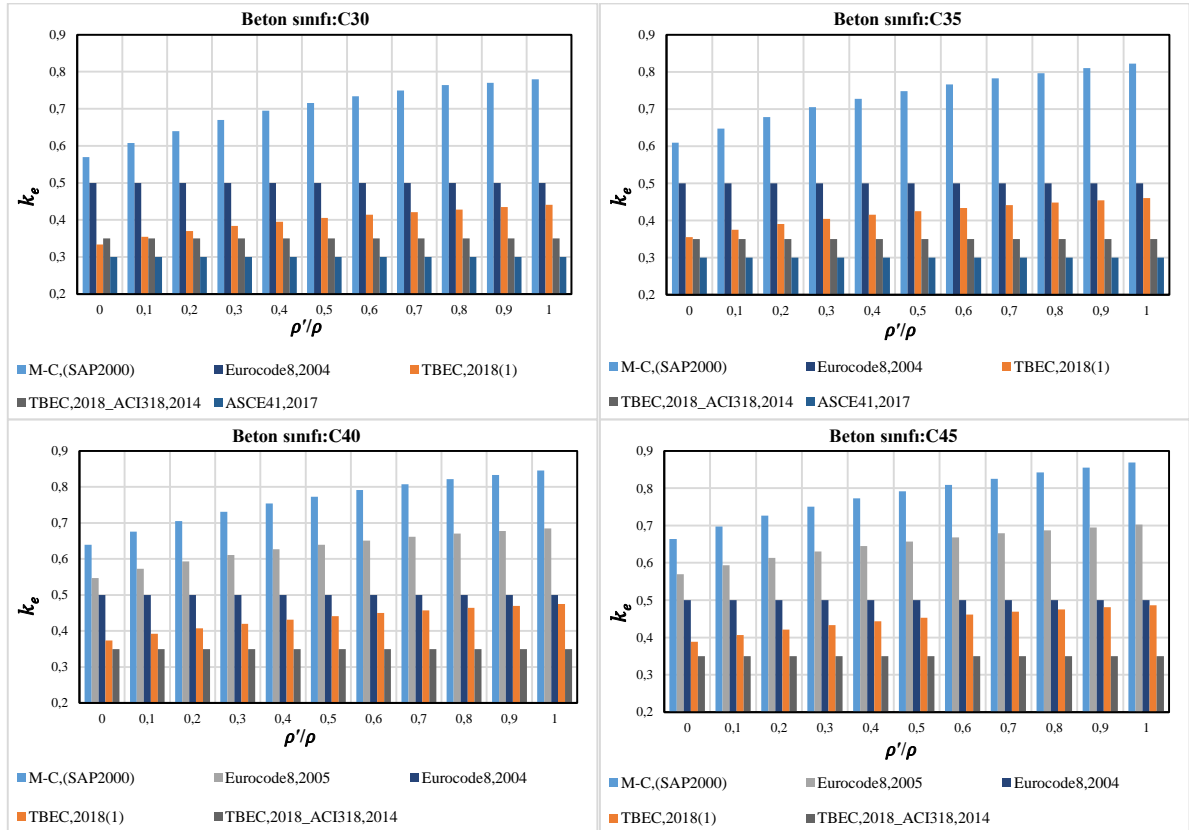 Beton sınıfı:C30
0,9
0,8
0,7
0,6
0,5
0,4
0,3
0,2
k_e
0 0,1 0,2 0,3 0,4 0,5 0,6 0,7 0,8 0,9 1
ρ'/ρ
M-C,(SAP2000) Eurocode8,2004 TBEC,2018(1)
TBEC,2018_ACI318,2014 ASCE41,2017
Beton sınıfı:C35
0,9
0,8
0,7
0,6
0,5
0,4
0,3
0,2
k_e
0 0,1 0,2 0,3 0,4 0,5 0,6 0,7 0,8 0,9 1
ρ'/ρ
M-C,(SAP2000) Eurocode8,2004 TBEC,2018(1)
TBEC,2018_ACI318,2014 ASCE41,2017
Beton sınıfı:C40
0,9
0,8
0,7
0,6
0,5
0,4
0,3
0,2
k_e
0 0,1 0,2 0,3 0,4 0,5 0,6 0,7 0,8 0,9 1
ρ'/ρ
M-C,(SAP2000) Eurocode8,2005 Eurocode8,2004
TBEC,2018(1) TBEC,2018_ACI318,2014
Beton sınıfı:C45
0,9
0,8
0,7
0,6
0,5
0,4
0,3
0,2
k_e
0 0,1 0,2 0,3 0,4 0,5 0,6 0,7 0,8 0,9 1
ρ'/ρ
M-C,(SAP2000) Eurocode8,2005 Eurocode8,2004
TBEC,2018(1) TBEC,2018_ACI318,2014